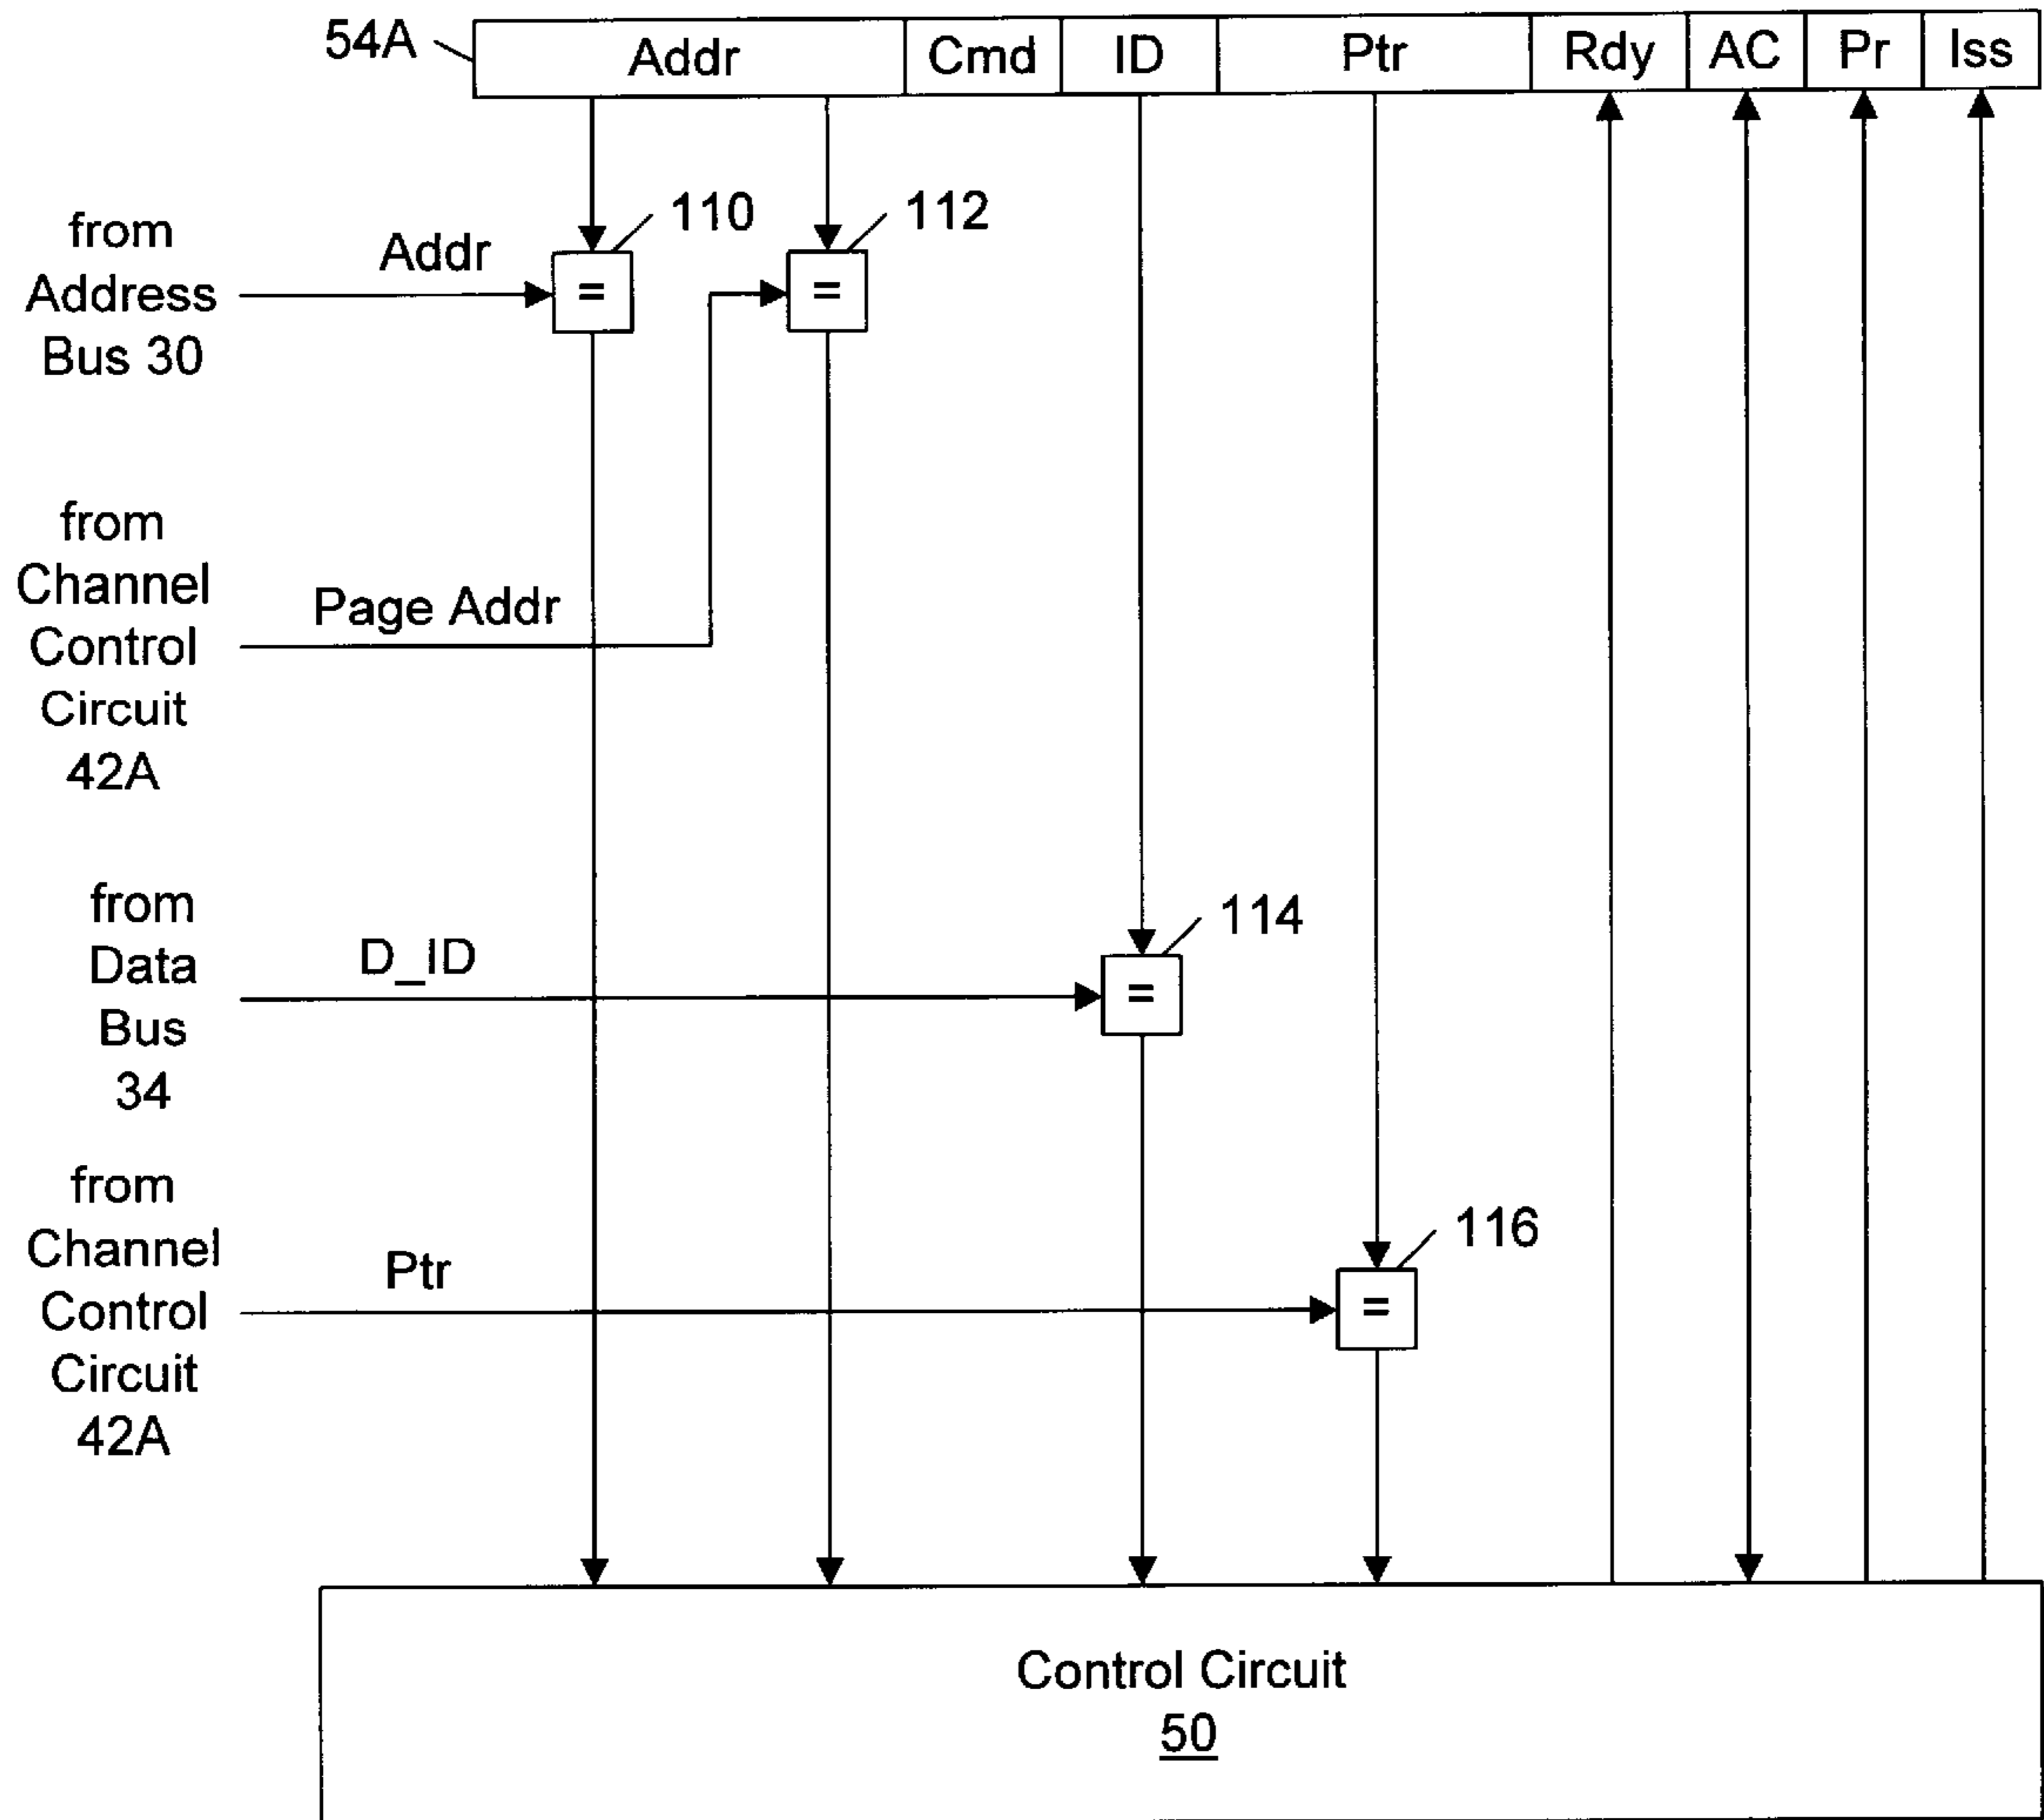 54A
Addr Cmd ID Ptr Rdy AC Pr Iss
from
Address
Bus 30
Addr
=
110
=
112
from
Channel
Control
Circuit
42A
Page Addr
from
Data
Bus
34
D_ID
=
114
from
Channel
Control
Circuit
42A
Ptr
=
116
Control Circuit
50